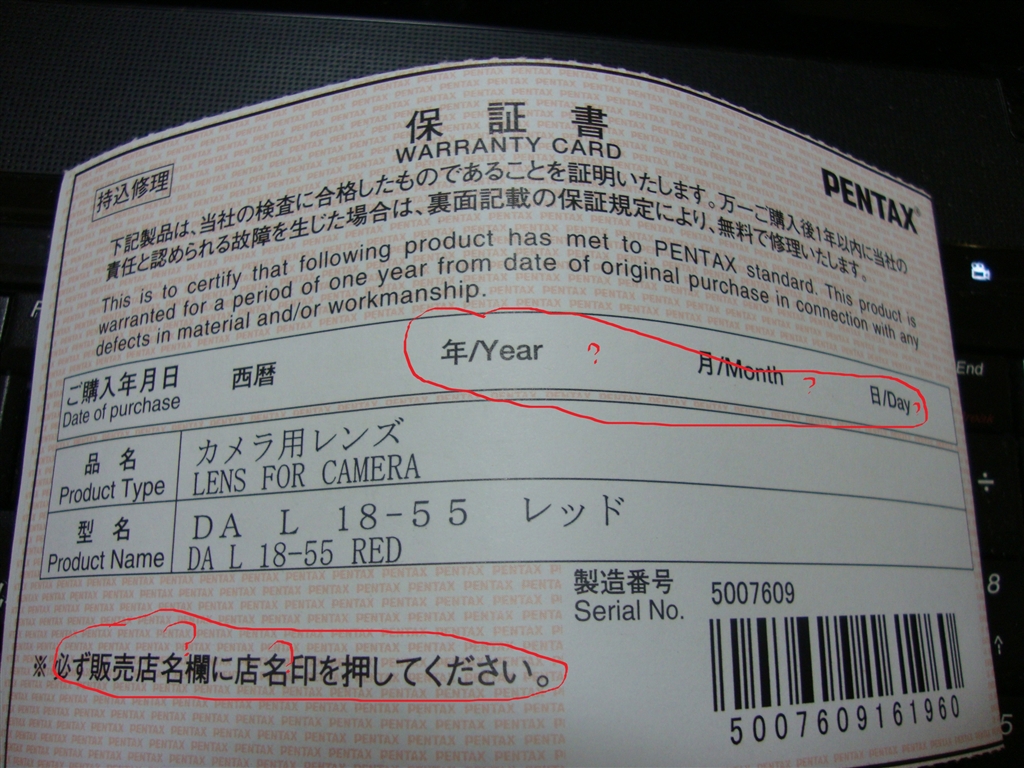 保証書
WARRANTY CARD
持込修理
PENTAX
下記製品は、当社の検査に合格したものであることを証明いたします。万一ご購入後1年以内に当社の
責任と認められる故障を生じた場合は、裏面記載の保証規定により、無料で修理いたします。
This is to certify that following product has met to PENTAX standard. This product is
warranted for a period of one year from date of original purchase in connection with any
defects in material and/or workmanship.
ご購入年月日 西暦 年/Year ? 月/Month ? 日/Day ?
Date of purchase
品名 カメラ用レンズ
Product Type LENS FOR CAMERA
型名 DA L 18-55 レッド
Product Name DA L 18-55 RED
製造番号 5007609
Serial No.
? ?
※必ず販売店名欄に店名印を押してください。
5007609161960
End
÷
8
5